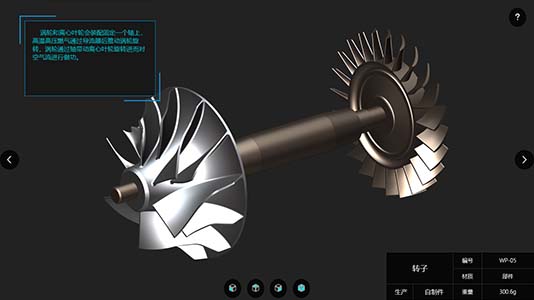 ?
涡轮和离心叶轮会装配固定一个轴上，
高温高压燃气通过导流器后推动涡轮旋
转，涡轮通过轴带动离心叶轮旋转进而对
空气流进行做功。
转子 编号 WP-05
材质 部件
生产 自制件 重量 300.6g